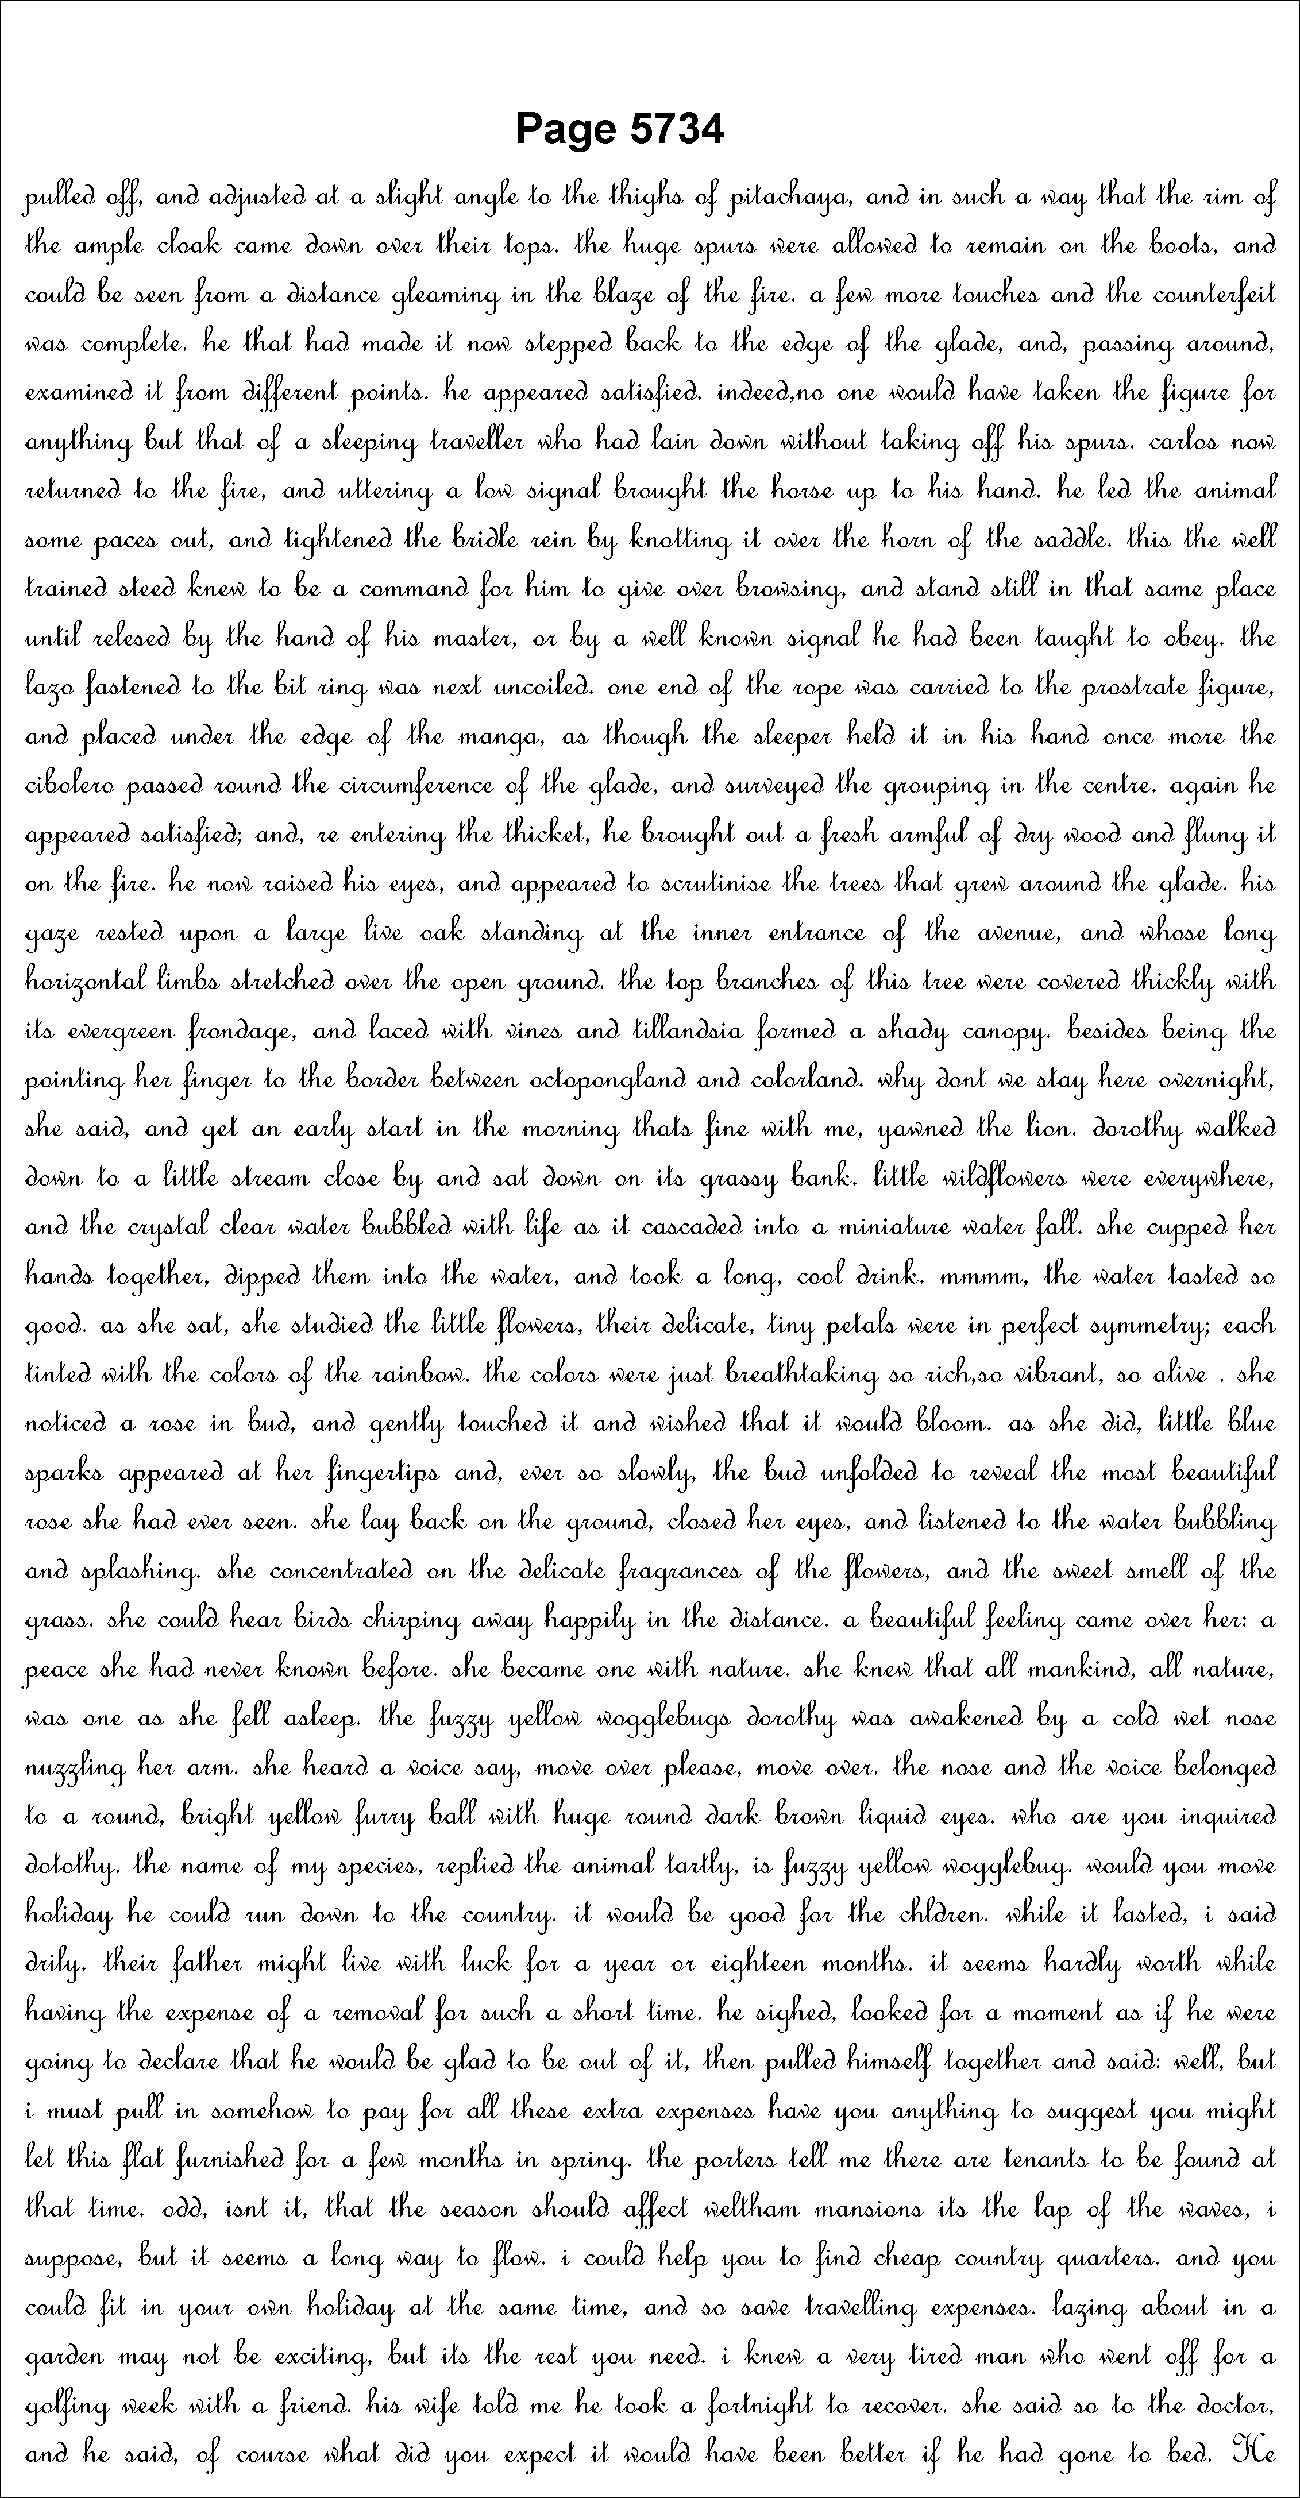 Page 5734
pulled off, and adjusted at a slight angle to the thighs of pitachaya, and in such a way that the rim of
the ample cloak came down over their tops. the huge spurs were allowed to remain on the boots, and
could be seen from a distance gleaming in the blaze of the fire. a few more touches and the counterfeit
was complete. he that had made it now stepped back to the edge of the glade, and, passing around,
examined it from different points. he appeared satisfied. indeed,no one would have taken the figure for
anything but that of a sleeping traveller who had lain down without taking off his spurs. carlos now
returned to the fire, and uttering a low signal brought the horse up to his hand. he led the animal
some paces out, and tightened the bridle rein by knotting it over the horn of the saddle. this the well
trained steed knew to be a command for him to give over browsing, and stand still in that same place
until relesed by the hand of his master, or by a well known signal he had been taught to obey. the
lazo fastened to the bit ring was next uncoiled. one end of the rope was carried to the prostrate figure,
and placed under the edge of the manga, as though the sleeper held it in his hand once more the
cibolero passed round the circumference of the glade, and surveyed the grouping in the centre. again he
appeared satisfied; and, re entering the thicket, he brought out a fresh armful of dry wood and flung it
on the fire. he now raised his eyes, and appeared to scrutinise the trees that grew around the glade. his
gaze rested upon a large live oak standing at the inner entrance of the avenue, and whose long
horizontal limbs stretched over the open ground. the top branches of this tree were covered thickly with
its evergreen frondage, and laced with vines and tillandsia formed a shady canopy. besides being the
pointing her finger to the border between octopongland and colorland. why dont we stay here overnight,
she said, and get an early start in the morning thats fine with me, yawned the lion. dorothy walked
down to a little stream close by and sat down on its grassy bank. little wildflowers were everywhere,
and the crystal clear water bubbled with life as it cascaded into a miniature water fall. she cupped her
hands together, dipped them into the water, and took a long, cool drink. mmmm, the water tasted so
good. as she sat, she studied the little flowers, their delicate, tiny petals were in perfect symmetry; each
tinted with the colors of the rainbow. the colors were just breathtaking so rich,so vibrant, so alive . she
noticed a rose in bud, and gently touched it and wished that it would bloom. as she did, little blue
sparks appeared at her fingertips and, ever so slowly, the bud unfolded to reveal the most beautiful
rose she had ever seen. she lay back on the ground, closed her eyes, and listened to the water bubbling
and splashing. she concentrated on the delicate fragrances of the flowers, and the sweet smell of the
grass. she could hear birds chirping away happily in the distance. a beautiful feeling came over her: a
peace she had never known before. she became one with nature. she knew that all mankind, all nature,
was one as she fell asleep. the fuzzy yellow wogglebugs dorothy was awakened by a cold wet nose
nuzzling her arm. she heard a voice say, move over please, move over. the nose and the voice belonged
to a round, bright yellow furry ball with huge round dark brown liquid eyes. who are you inquired
dotothy. the name of my species, replied the animal tartly, is fuzzy yellow wogglebug. would you move
holiday he could run down to the country. it would be good for the chldren. while it lasted, i said
drily. their father might live with luck for a year or eighteen months. it seems hardly worth while
having the expense of a removal for such a short time. he sighed, looked for a moment as if he were
going to declare that he would be glad to be out of it, then pulled himself together and said: well, but
i must pull in somehow to pay for all these extra expenses have you anything to suggest you might
let this flat furnished for a few months in spring. the porters tell me there are tenants to be found at
that time. odd, isnt it, that the season should affect weltham mansions its the lap of the waves, i
suppose, but it seems a long way to flow. i could help you to find cheap country quarters. and you
could fit in your own holiday at the same time, and so save travelling expenses. lazing about in a
garden may not be exciting, but its the rest you need. i knew a very tired man who went off for a
golfing week with a friend. his wife told me he took a fortnight to recover. she said so to the doctor,
and he said, of course what did you expect it would have been better if he had gone to bed. He